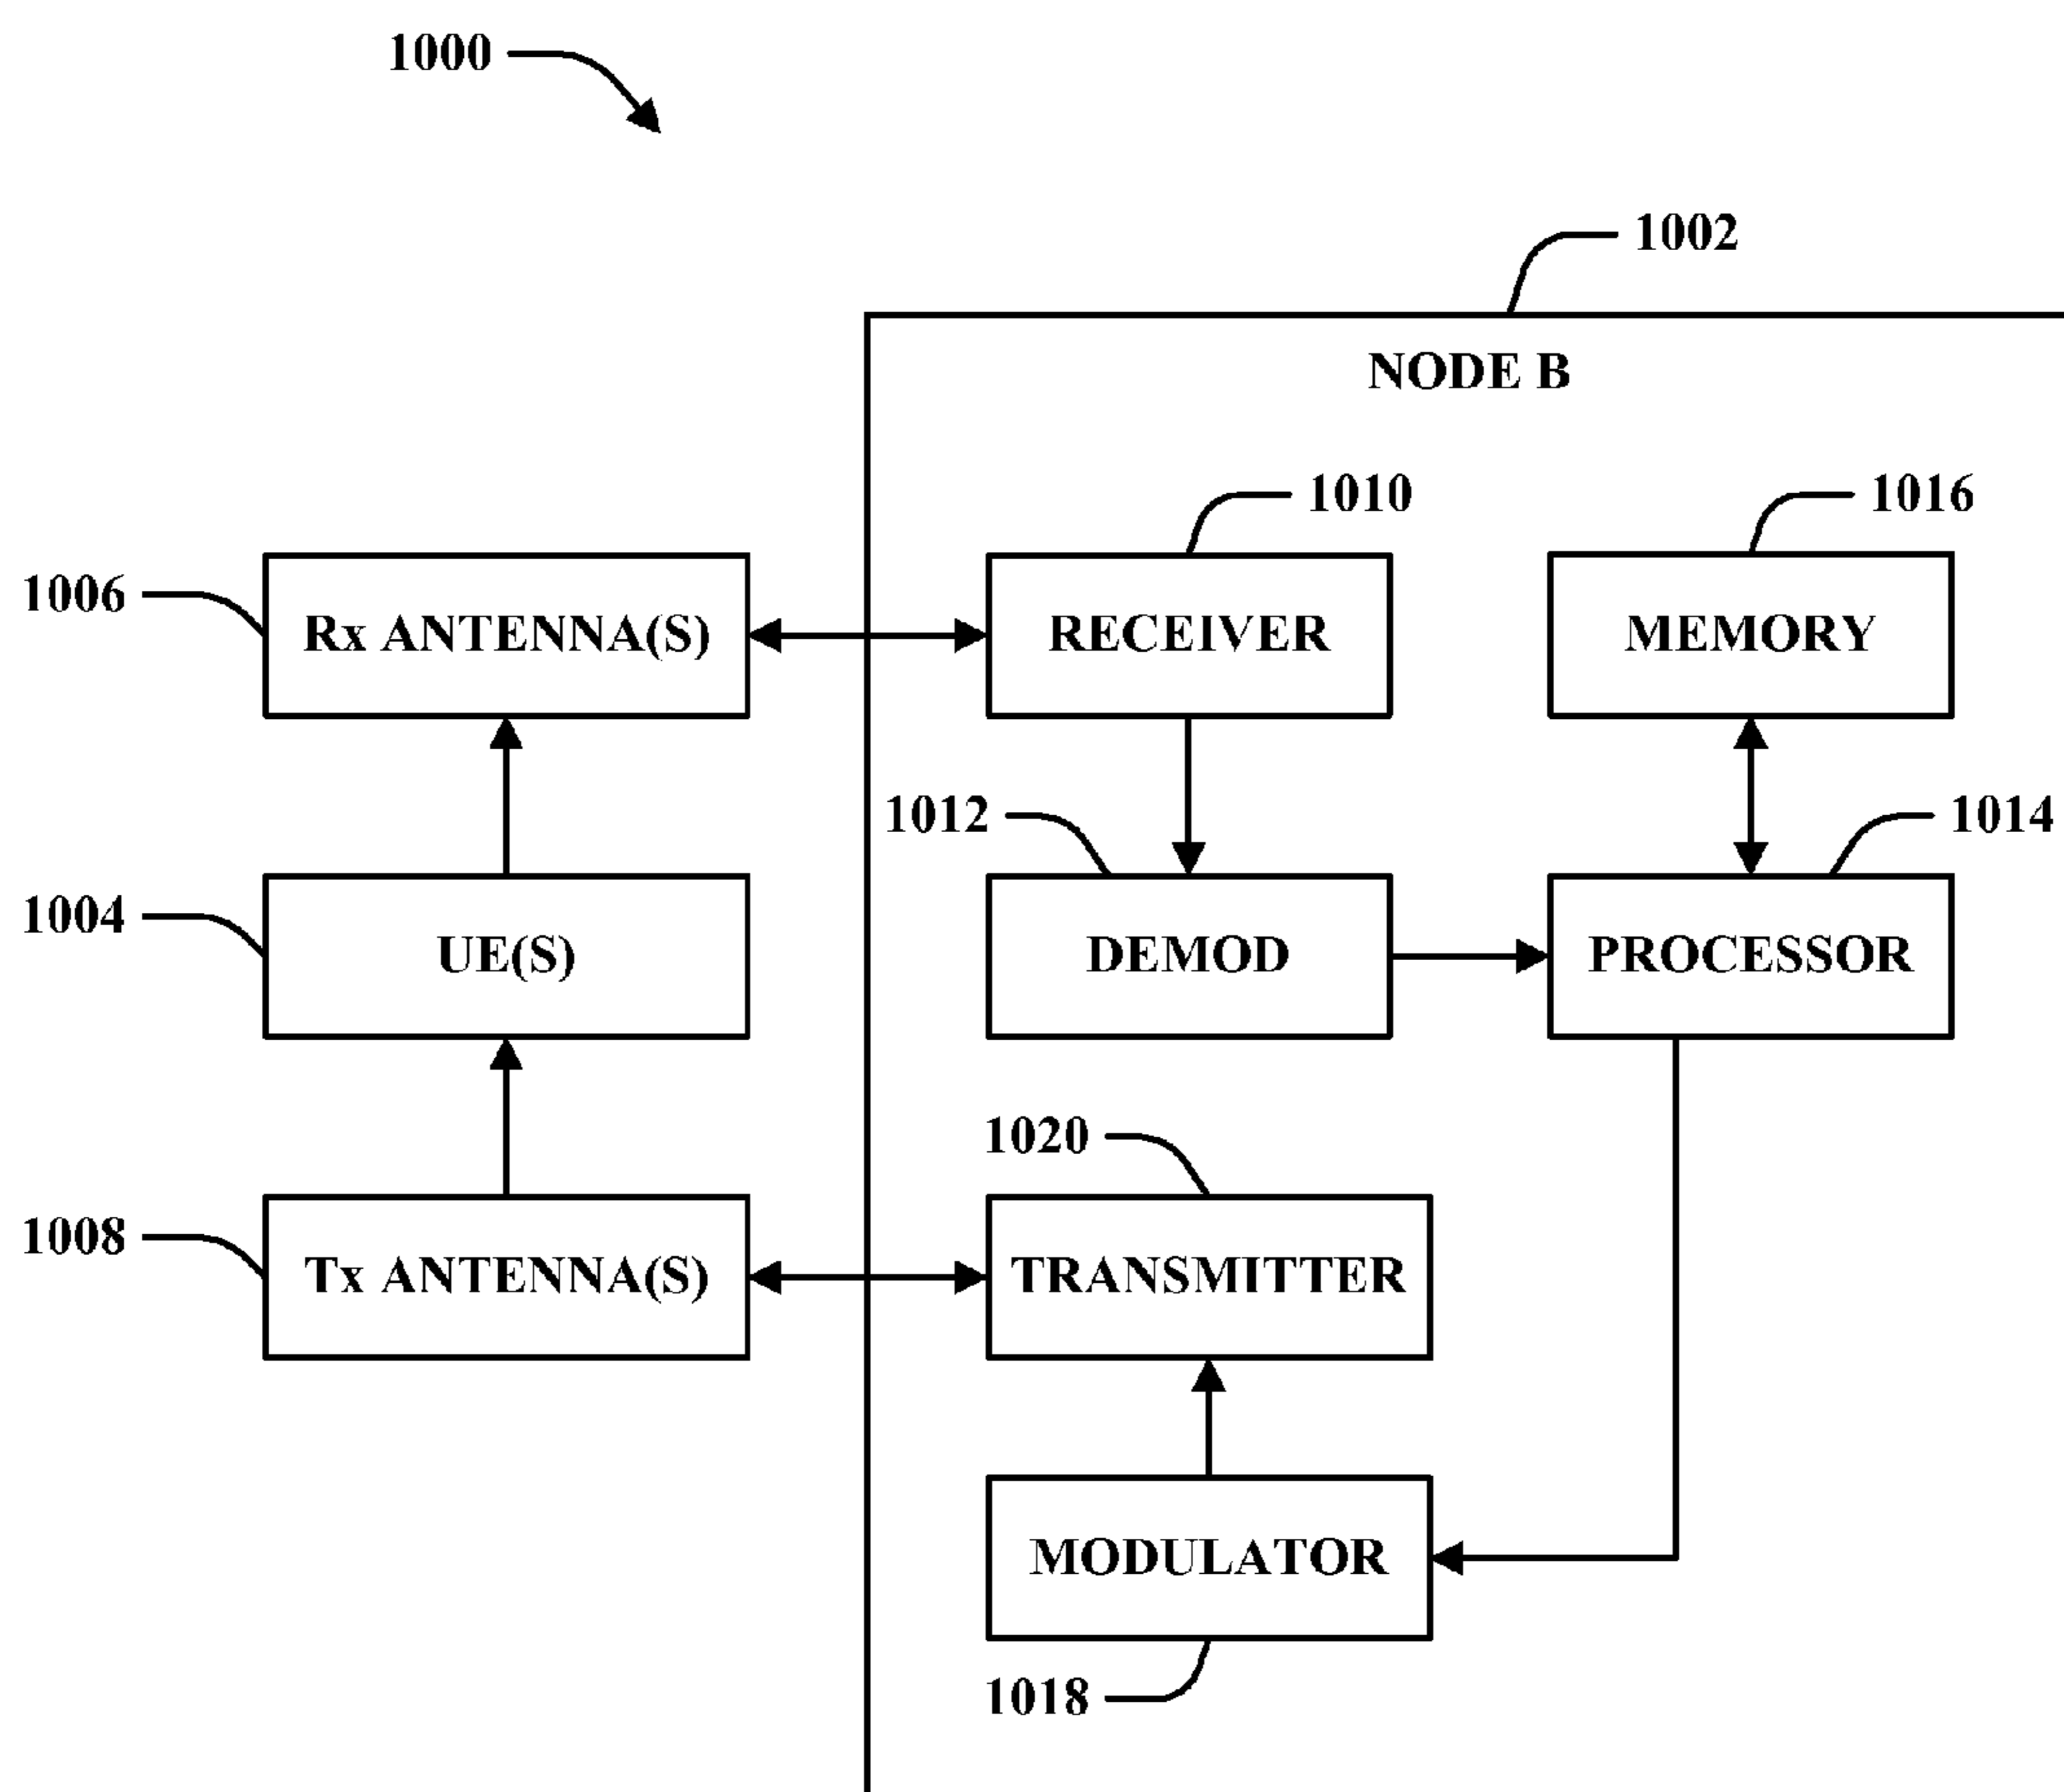 1000
1002
NODE B
1010
1016
1006
Rx ANTENNA(S)
RECEIVER
MEMORY
1012
1014
1004
UE(S)
DEMOD
PROCESSOR
1020
1008
Tx ANTENNA(S)
TRANSMITTER
MODULATOR
1018